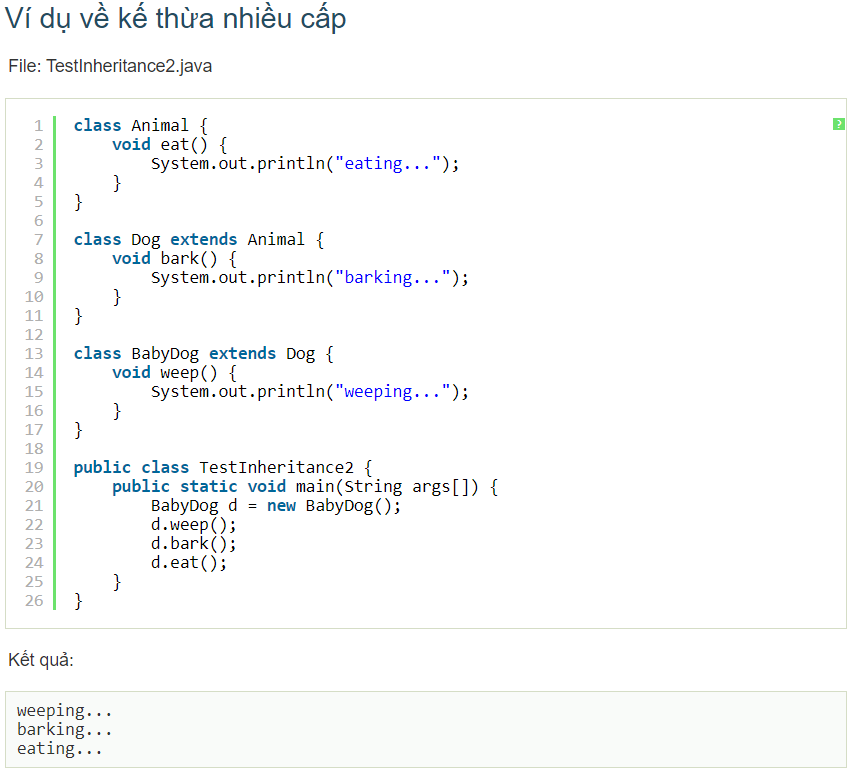 Ví dụ về kế thừa nhiều cấp
File: TestInheritance2.java
?
1 class Animal {
2     void eat() {
3         System.out.println("eating...");
4     }
5 }
6
7 class Dog extends Animal {
8     void bark() {
9         System.out.println("barking...");
10     }
11 }
12
13 class BabyDog extends Dog {
14     void weep() {
15         System.out.println("weeping...");
16     }
17 }
18
19 public class TestInheritance2 {
20     public static void main(String args[]) {
21         BabyDog d = new BabyDog();
22         d.weep();
23         d.bark();
24         d.eat();
25     }
26 }
Kết quả:
weeping...
barking...
eating...